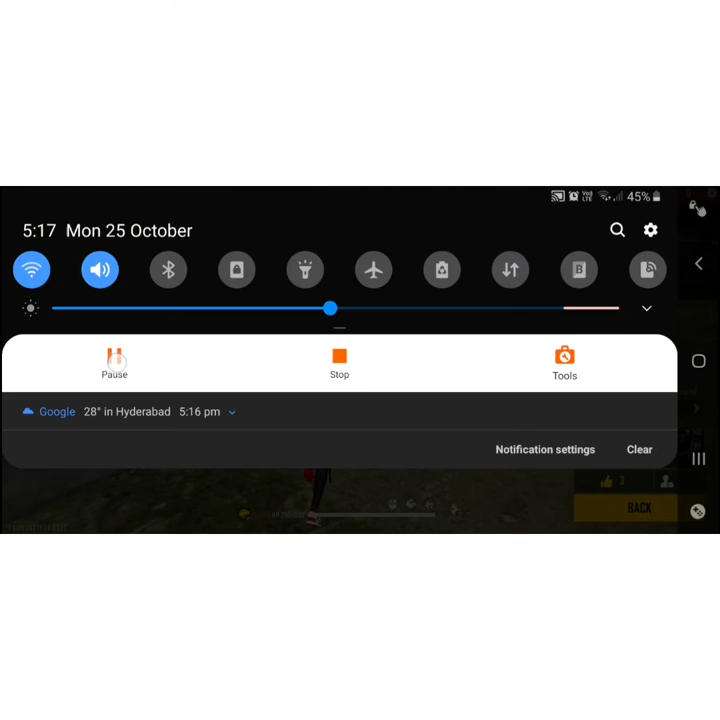 45%
5:17 Mon 25 October
B
Pause Stop Tools
Google 28° in Hyderabad 5:16 pm
Notification settings Clear
3
BACK